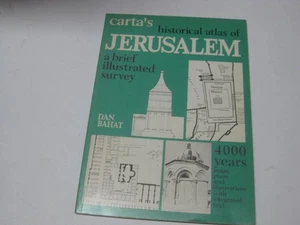 carta's
historical atlas of
JERUSALEM
a brief
illustrated
survey
DAN
BAHAT
4000
years